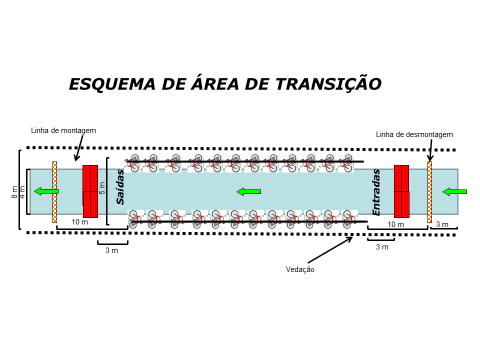 ESQUEMA DE ÁREA DE TRANSIÇÃO
Linha de montagem
Linha de desmontagem
8 m
4 m
5 m
Saídas
Entradas
10 m
10 m
3 m
3 m
3 m
Vedação